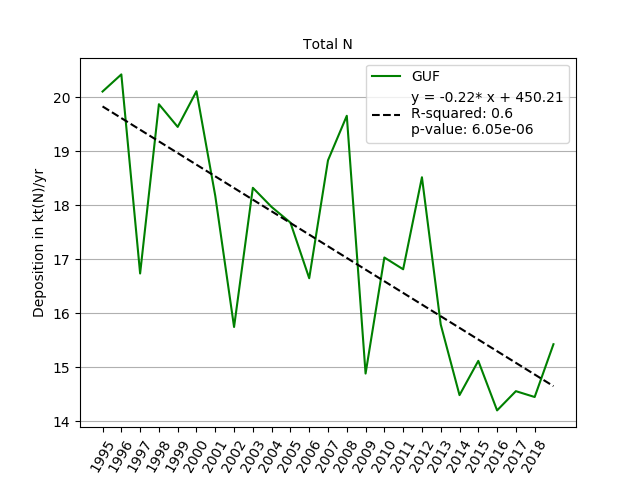 Total N
GUF
y = -0.22* x + 450.21
R-squared: 0.6
p-value: 6.05e-06
Deposition in kt(N)/yr
20
19
18
17
16
15
14
1995 1996 1997 1998 1999 2000 2001 2002 2003 2004 2005 2006 2007 2008 2009 2010 2011 2012 2013 2014 2015 2016 2017 2018